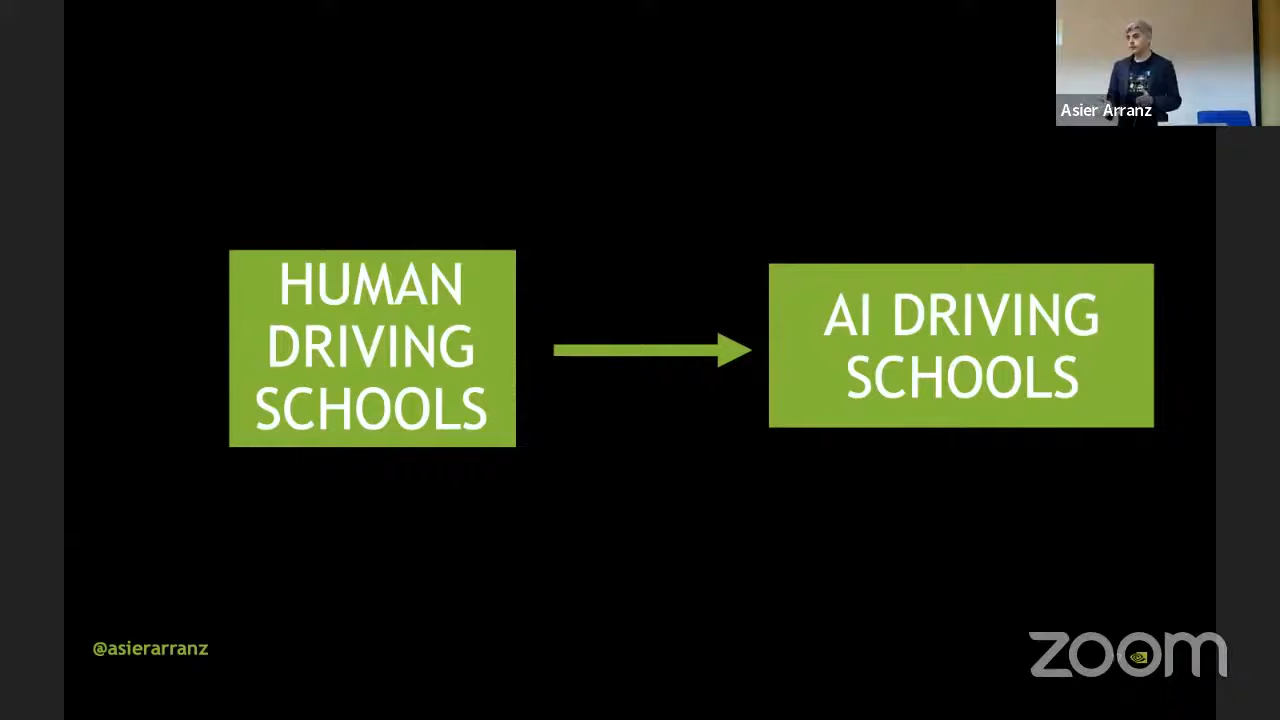 Asier Arranz
HUMAN
DRIVING
SCHOOLS
AI DRIVING
SCHOOLS
@asierarranz
zoom